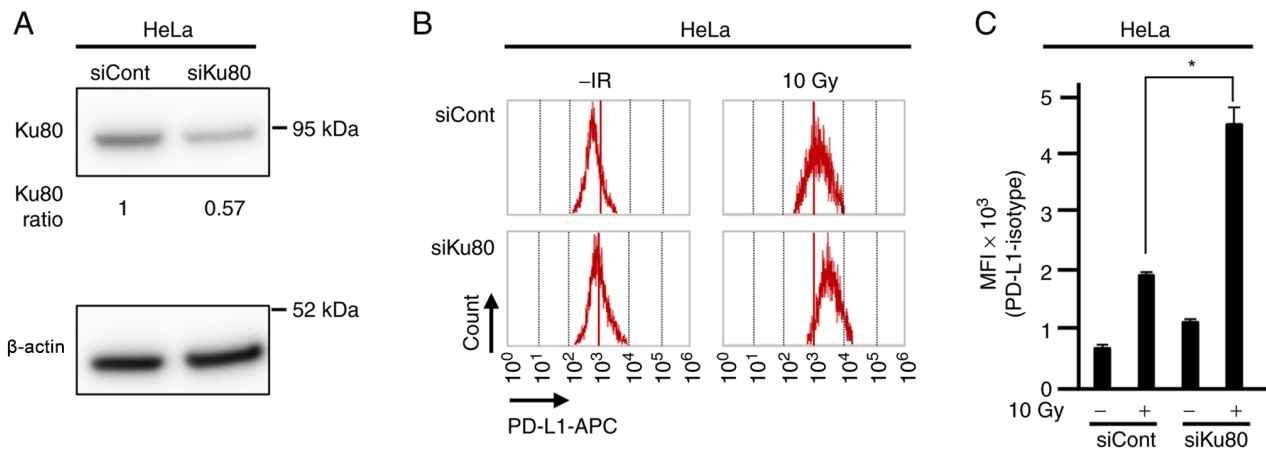 A
HeLa
siCont siKu80
Ku80
95 kDa
Ku80
ratio
1 0.57
52 kDa
β-actin
B
HeLa
–IR 10 Gy
siCont
siKu80
Count
10⁰ 10¹ 10² 10³ 10⁴ 10⁵ 10⁶ 10⁰ 10¹ 10² 10³ 10⁴ 10⁵ 10⁶
PD-L1-APC
C
HeLa
*
MFI × 10³
(PD-L1-isotype)
5
4
3
2
1
0
10 Gy – + – +
siCont siKu80